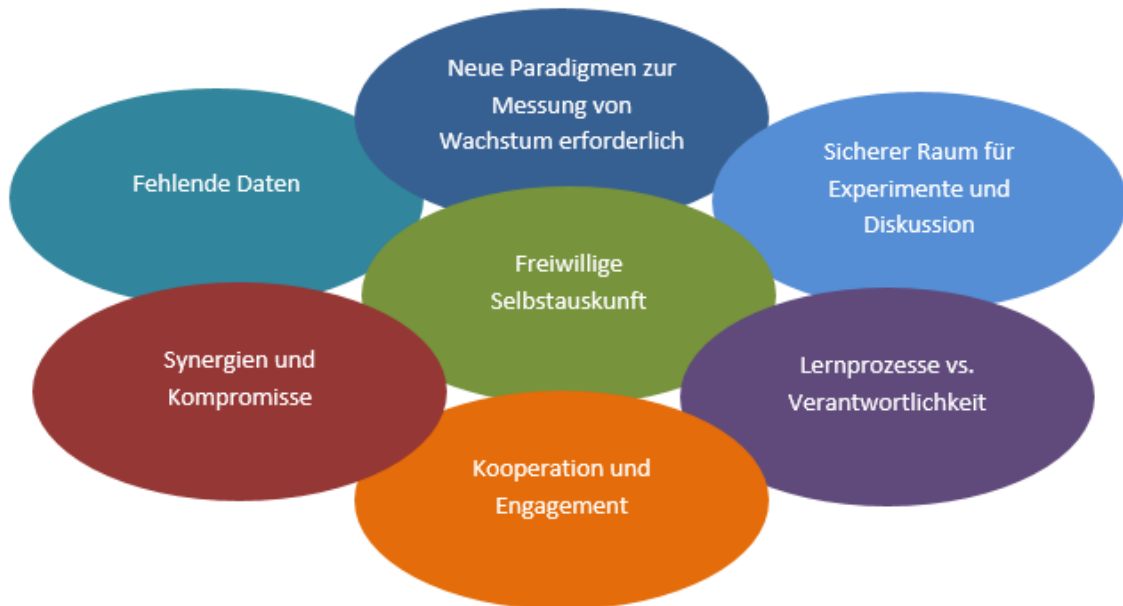 Neue Paradigmen zur
Messung von
Wachstum erforderlich
Fehlende Daten
Sicherer Raum für
Experimente und
Diskussion
Freiwillige
Selbstauskunft
Synergien und
Kompromisse
Lernprozesse vs.
Verantwortlichkeit
Kooperation und
Engagement